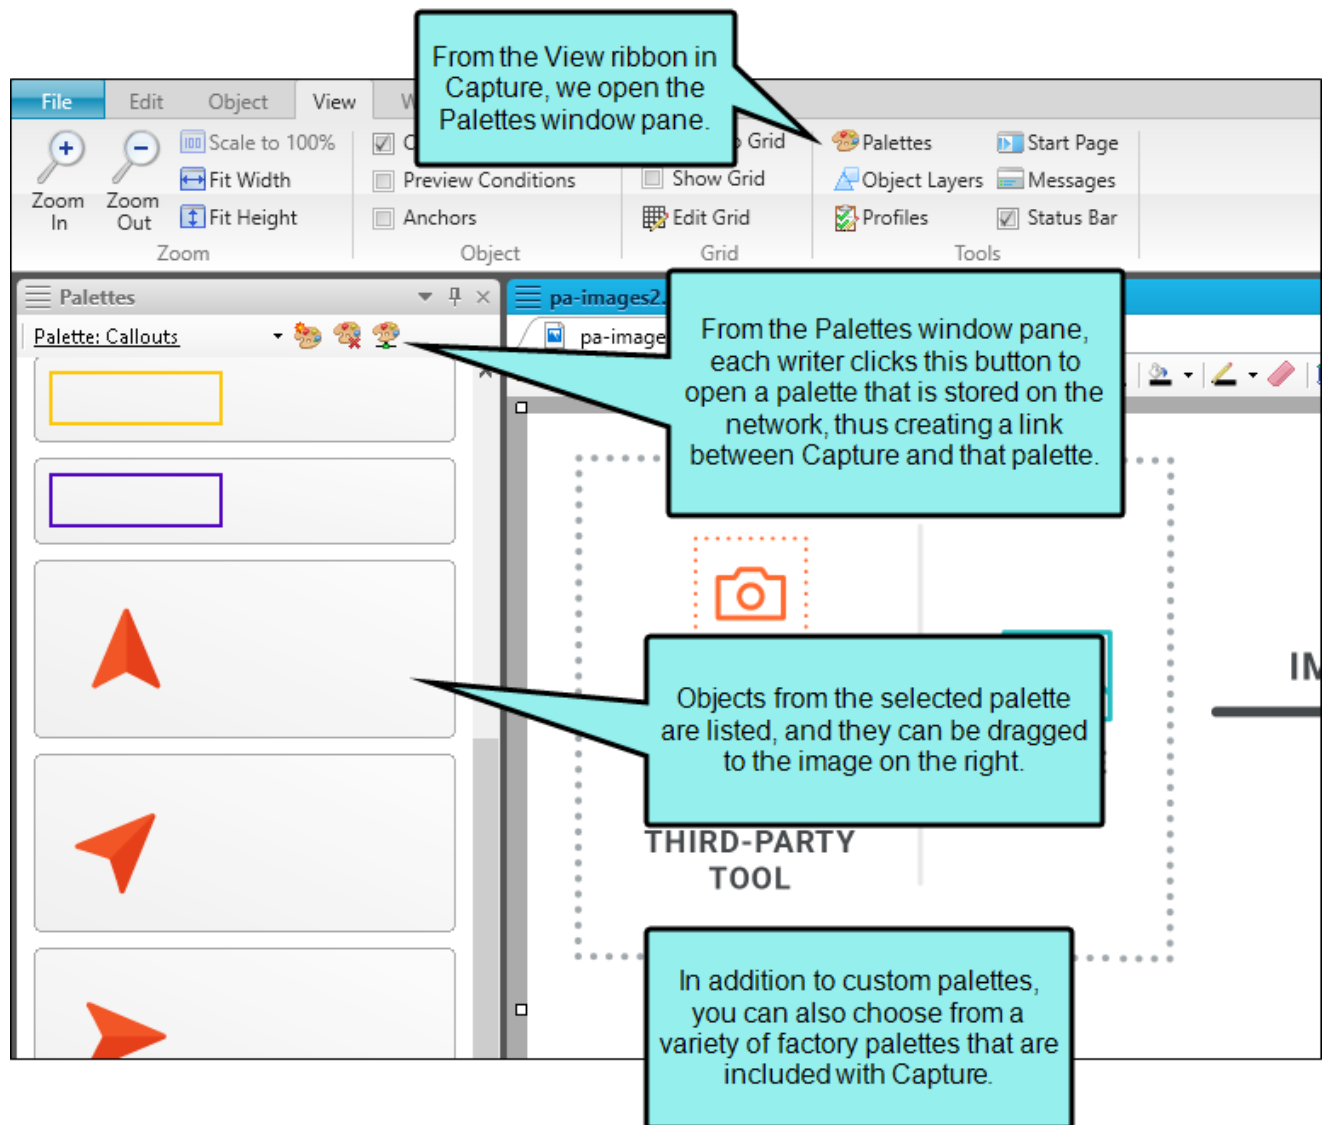 From the View ribbon in
Capture, we open the
Palettes window pane.
File Edit Object View W
Scale to 100%
Grid
Palettes
Start Page
Fit Width
Preview Conditions
Show Grid
Object Layers
Messages
Zoom In
Zoom Out
Fit Height
Anchors
Edit Grid
Profiles
Status Bar
Zoom Object Grid Tools
Palettes
pa-images2.
Palette: Callouts
pa-image
From the Palettes window pane,
each writer clicks this button to
open a palette that is stored on the
network, thus creating a link
between Capture and that palette.
Objects from the selected palette
are listed, and they can be dragged
to the image on the right.
IM
THIRD-PARTY
TOOL
In addition to custom palettes,
you can also choose from a
variety of factory palettes that are
included with Capture.